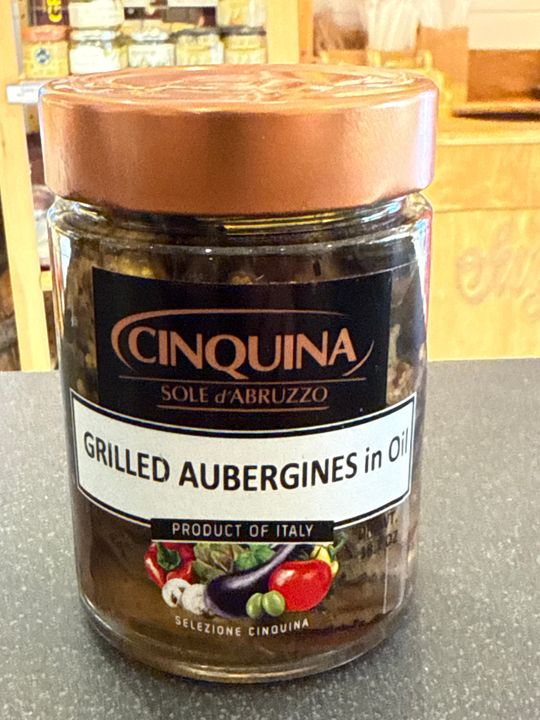 CINQUINA
SOLE d'ABRUZZO
GRILLED AUBERGINES in Oil
PRODUCT OF ITALY
SELEZIONE CINQUINA